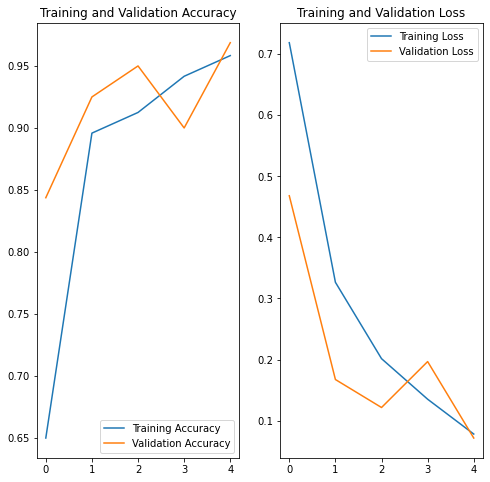 Training and Validation Accuracy
0.95
0.90
0.85
0.80
0.75
0.70
0.65
Training Accuracy
Validation Accuracy
0 1 2 3 4
Training and Validation Loss
Training Loss
Validation Loss
0.7
0.6
0.5
0.4
0.3
0.2
0.1
0 1 2 3 4